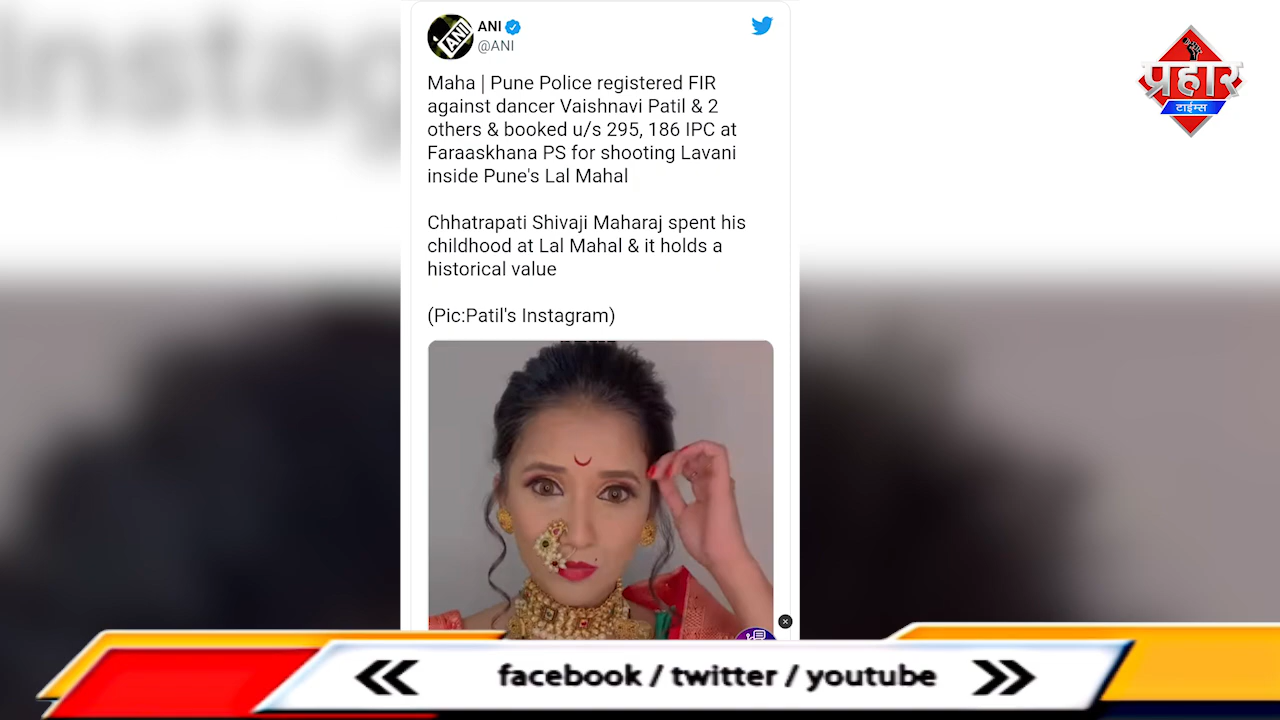 ANI
@ANI
Maha | Pune Police registered FIR
against dancer Vaishnavi Patil & 2
others & booked u/s 295, 186 IPC at
Faraaskhana PS for shooting Lavani
inside Pune's Lal Mahal
Chhatrapati Shivaji Maharaj spent his
childhood at Lal Mahal & it holds a
historical value
(Pic:Patil's Instagram)
प्रहार
टाईम्स
facebook / twitter / youtube